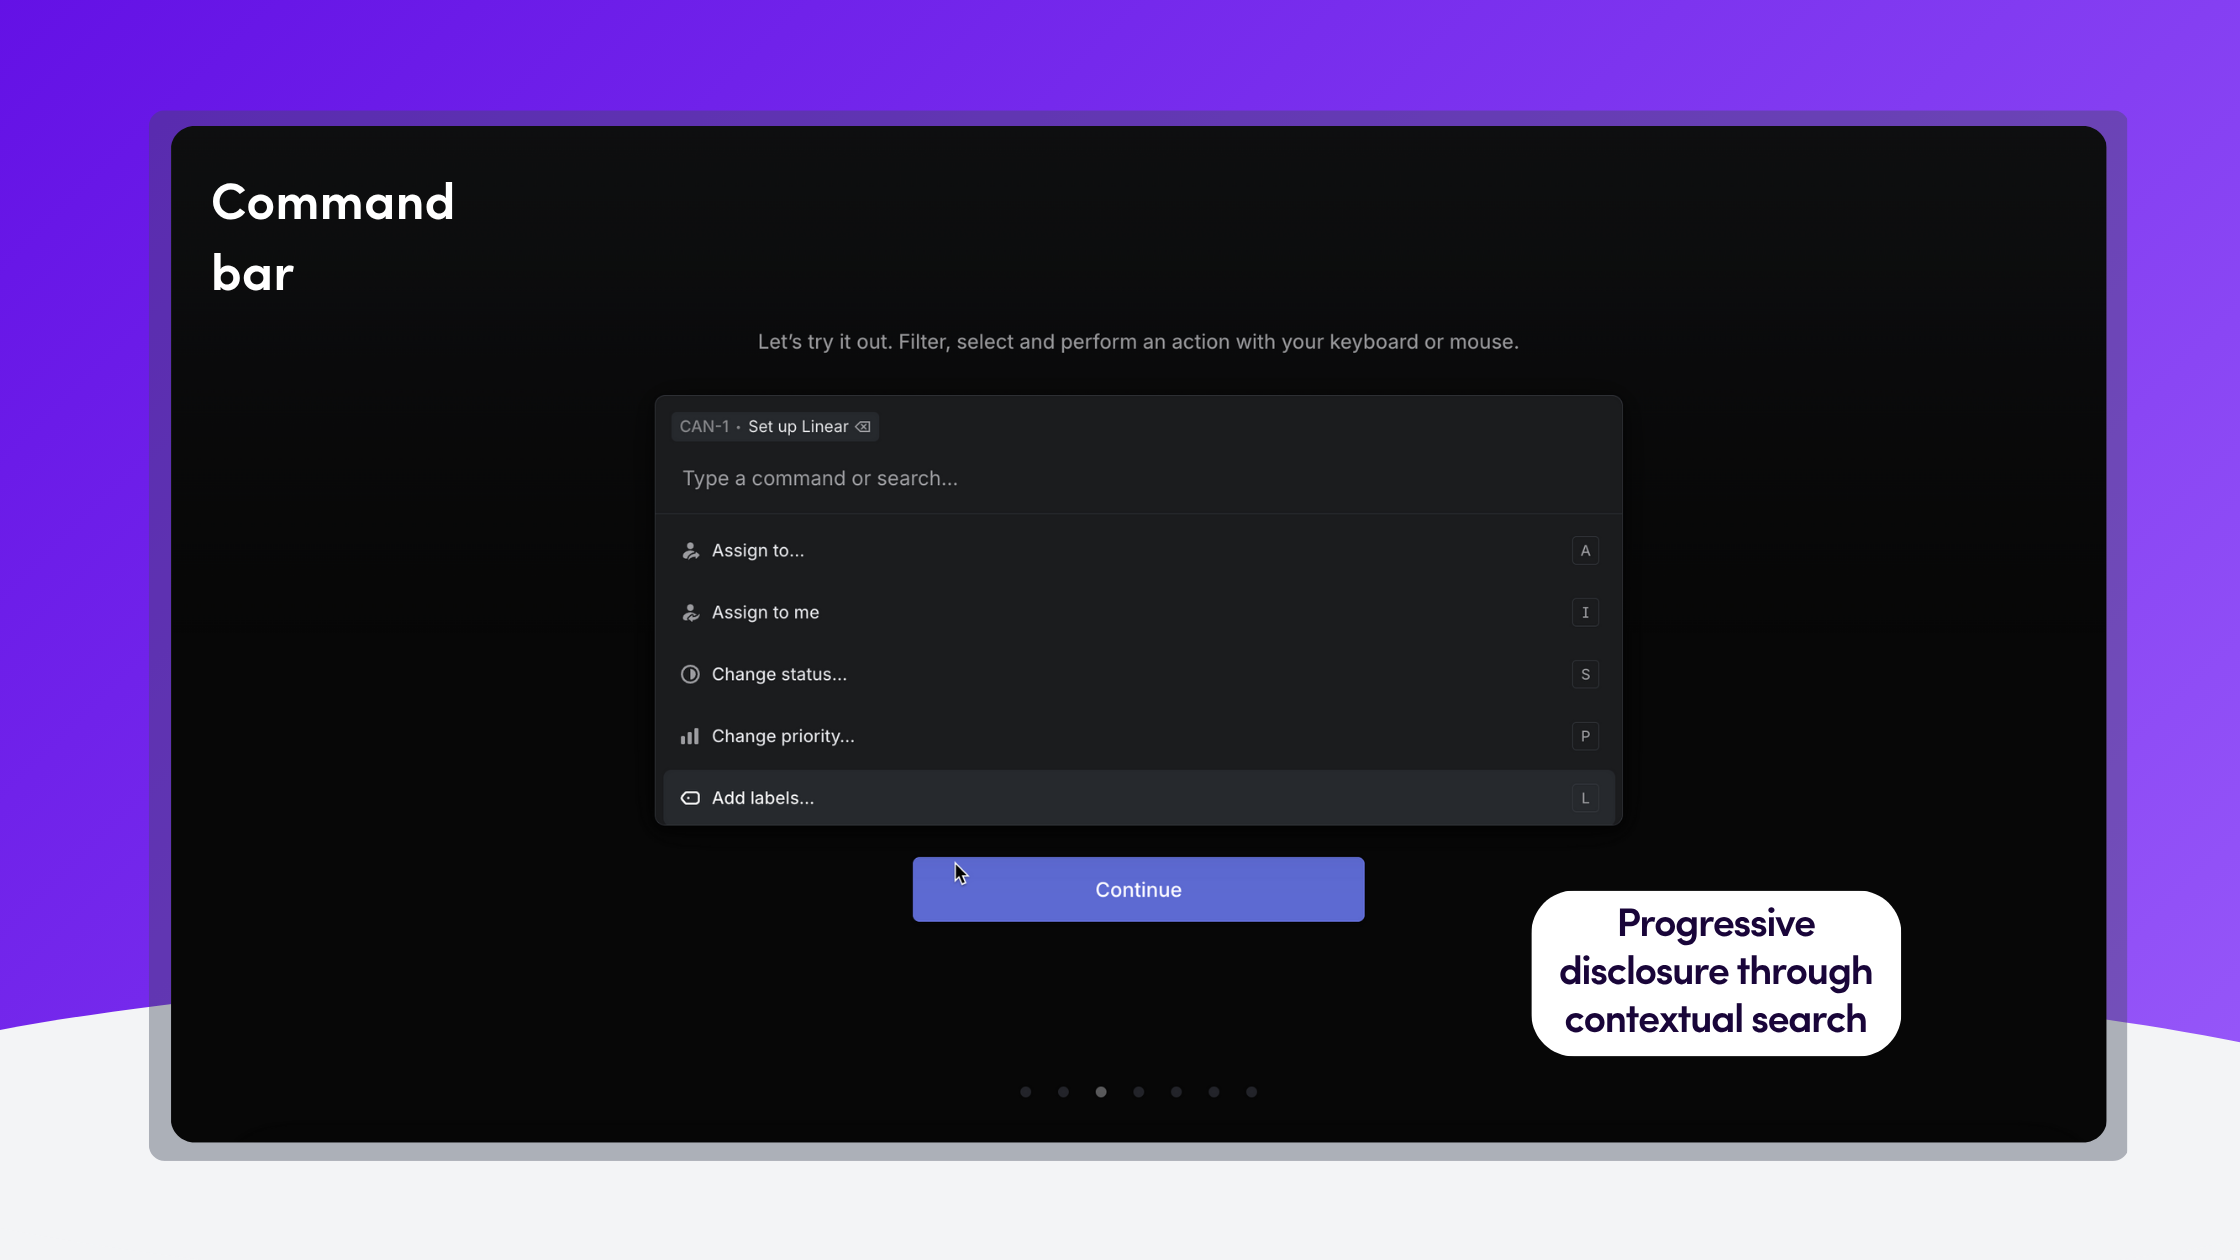 Command
bar
Let’s try it out. Filter, select and perform an action with your keyboard or mouse.
CAN-1 • Set up Linear
Type a command or search...
Assign to... A
Assign to me I
Change status... S
Change priority... P
Add labels... L
Continue
Progressive
disclosure through
contextual search